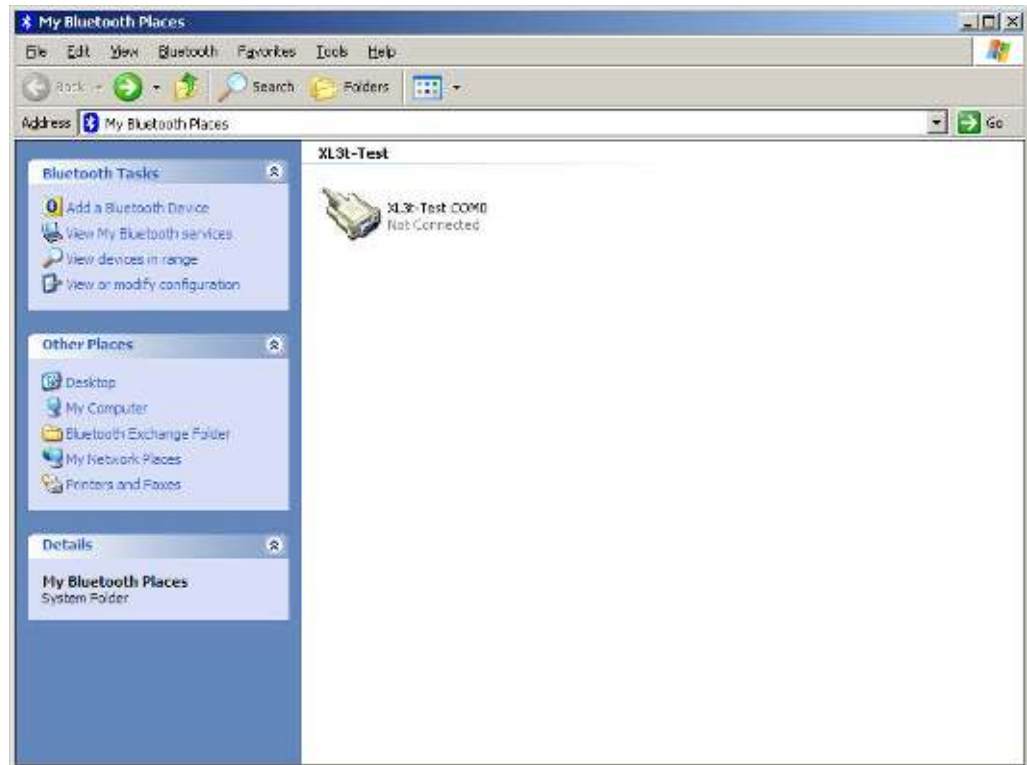 My Bluetooth Places
File Edit View Bluetooth Favorites Tools Help
Back Search Folders
Address My Bluetooth Places Go
XL3t-Test
Bluetooth Tasks
XL3t-Test COM0
Not Connected
Add a Bluetooth Device
View My Bluetooth services
View devices in range
View or modify configuration
Other Places
Desktop
My Computer
Bluetooth Exchange Folder
My Network Places
Printers and Faxes
Details
My Bluetooth Places
System Folder